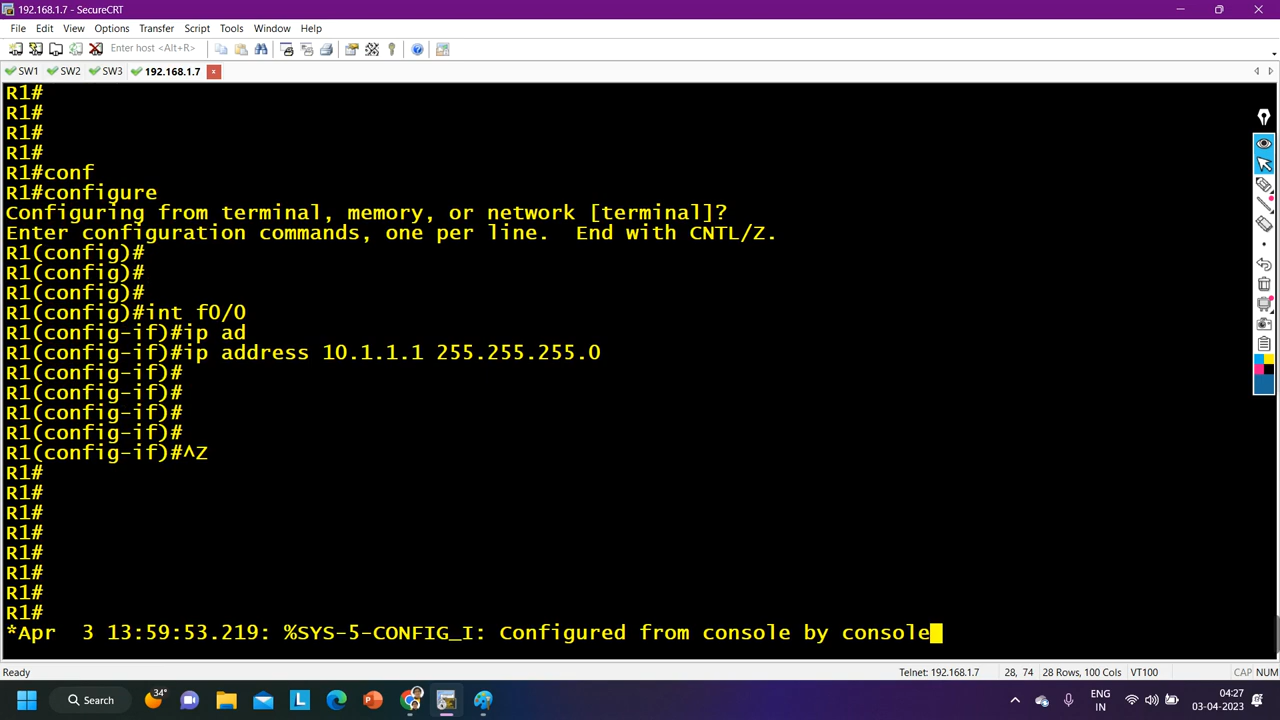 192.168.1.7 - SecureCRT
File Edit View Options Transfer Script Tools Window Help
Enter host <Alt+R>
SW1 SW2 SW3 192.168.1.7 x
R1#
R1#
R1#
R1#
R1#conf
R1#configure
Configuring from terminal, memory, or network [terminal]?
Enter configuration commands, one per line.  End with CNTL/Z.
R1(config)#
R1(config)#
R1(config)#
R1(config)#int f0/0
R1(config-if)#ip ad
R1(config-if)#ip address 10.1.1.1 255.255.255.0
R1(config-if)#
R1(config-if)#
R1(config-if)#
R1(config-if)#
R1(config-if)#^Z
R1#
R1#
R1#
R1#
R1#
R1#
R1#
R1#
*Apr  3 13:59:53.219: %SYS-5-CONFIG_I: Configured from console by console
Ready Telnet: 192.168.1.7 28, 74 28 Rows, 100 Cols VT100 CAP NUM
Search 34° L ENG 04:27
IN 03-04-2023